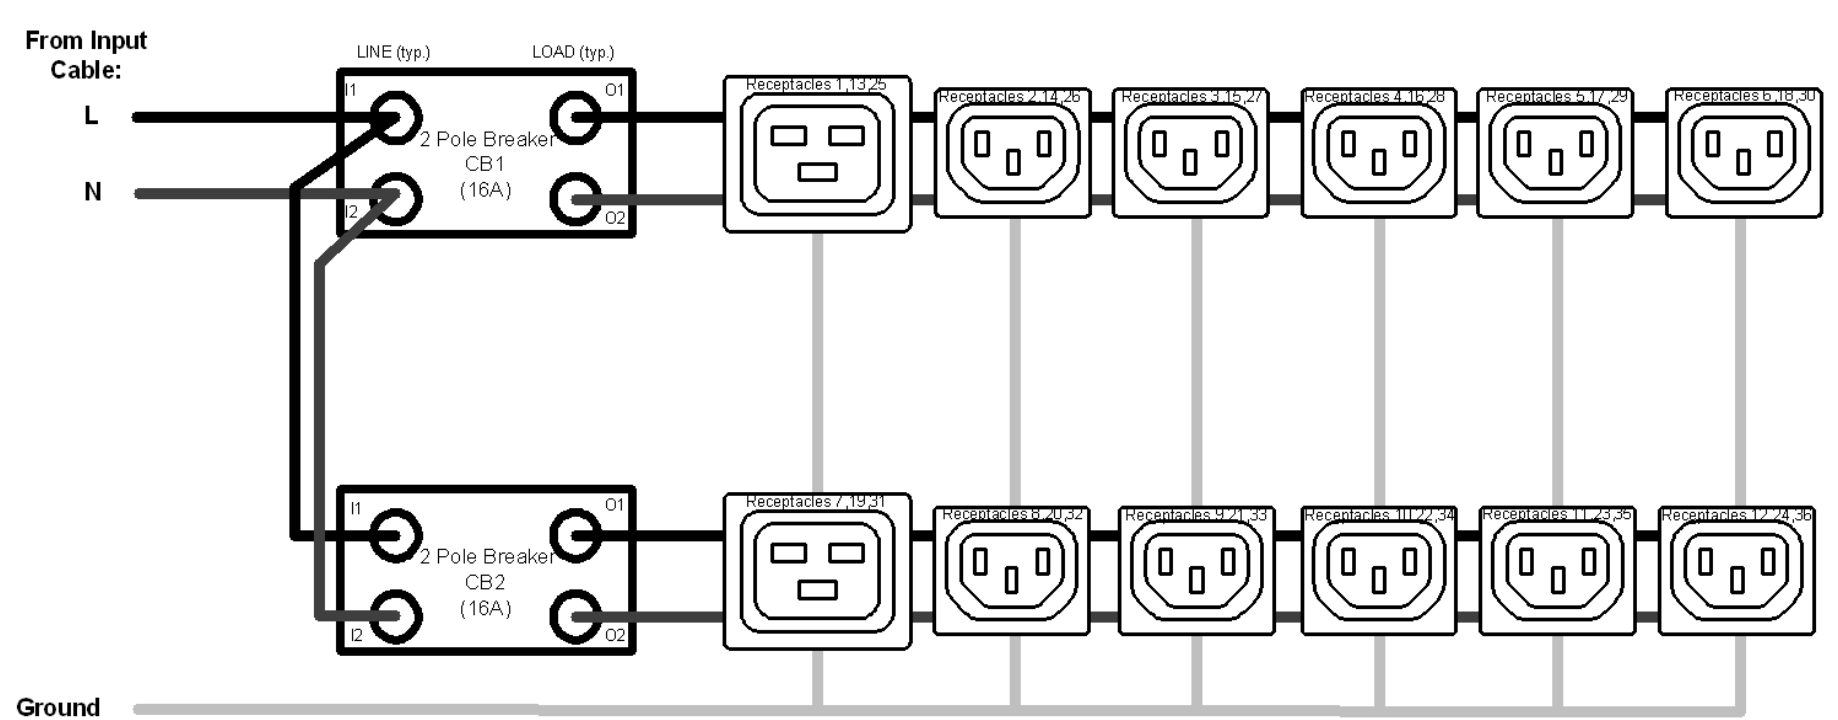 From Input
Cable:
LINE (typ.)
LOAD (typ.)
L
N
I1
O1
2 Pole Breaker
CB1
(16A)
I2
O2
Receptacles 1,13,25
Receptacles 2,14,26
Receptacles 3,15,27
Receptacles 4,16,28
Receptacles 5,17,29
Receptacles 6,18,30
I1
O1
2 Pole Breaker
CB2
(16A)
I2
O2
Receptacles 7,19,31
Receptacles 8,20,32
Receptacles 9,21,33
Receptacles 10,22,34
Receptacles 11,23,35
Receptacles 12,24,36
Ground